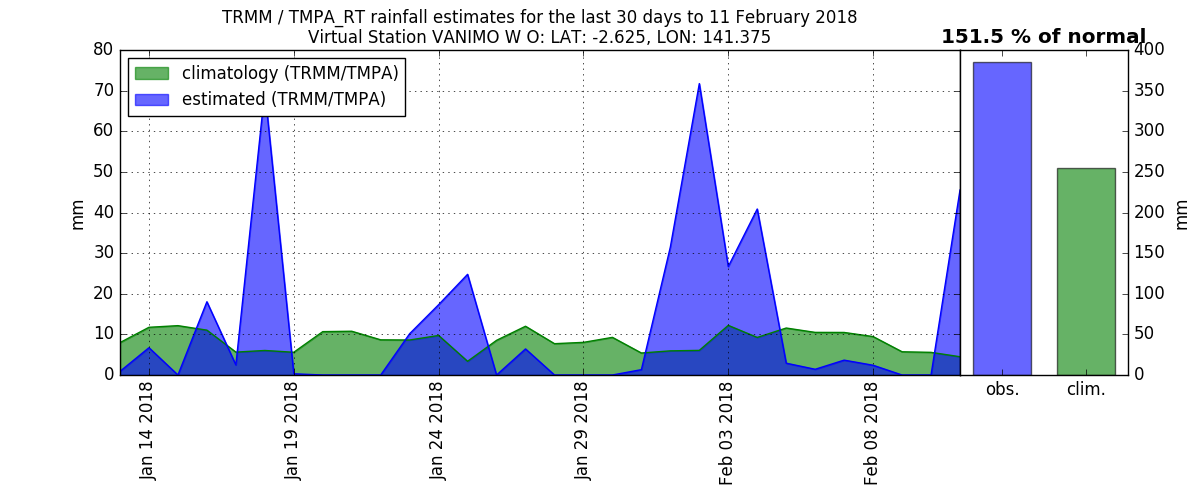 TRMM / TMPA_RT rainfall estimates for the last 30 days to 11 February 2018
Virtual Station VANIMO W O: LAT: -2.625, LON: 141.375
151.5 % of normal
climatology (TRMM/TMPA)
estimated (TRMM/TMPA)
mm
80
70
60
50
40
30
20
10
0
Jan 14 2018
Jan 19 2018
Jan 24 2018
Jan 29 2018
Feb 03 2018
Feb 08 2018
obs.
clim.
400
350
300
250
200
150
100
50
0
mm